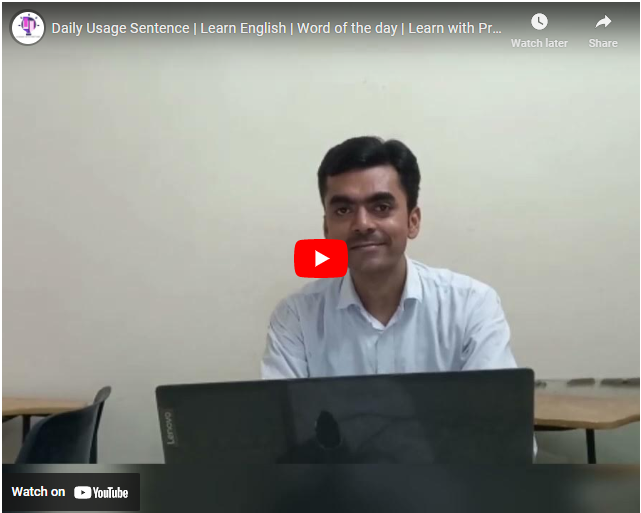 Daily Usage Sentence | Learn English | Word of the day | Learn with Pr...
Watch later
Share
Lenovo
Watch on YouTube